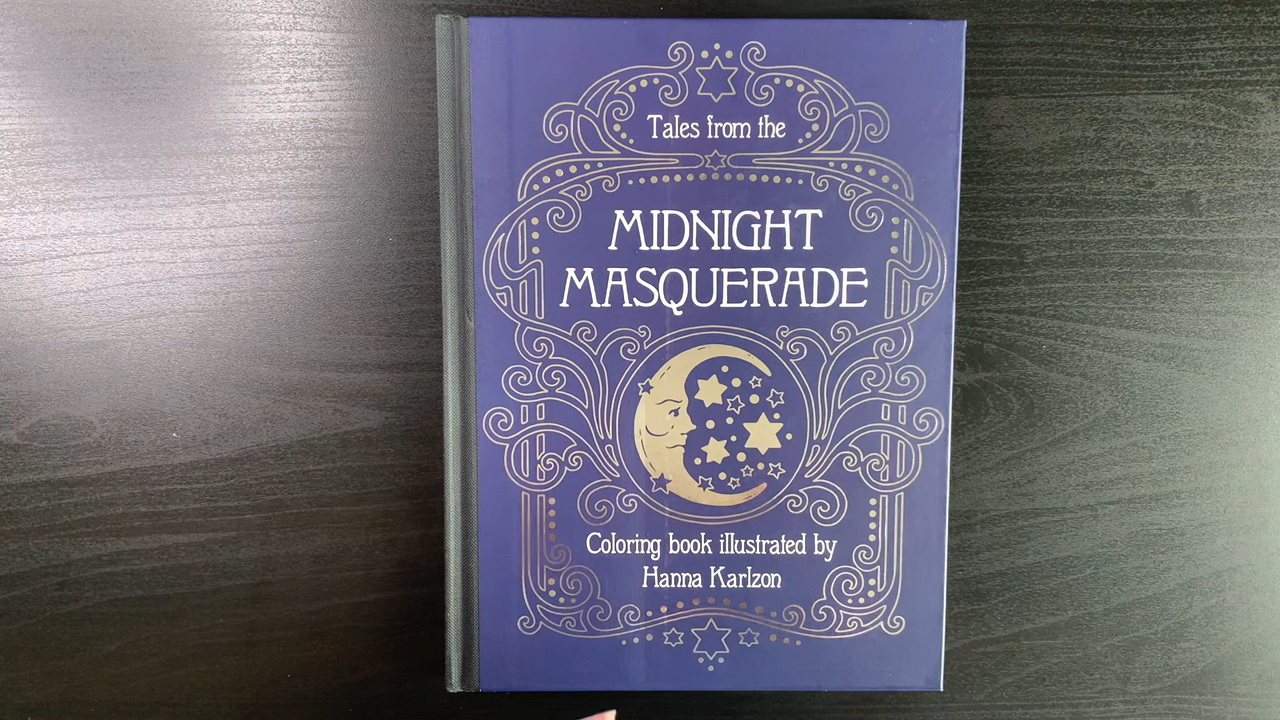 Tales from the
MIDNIGHT
MASQUERADE
Coloring book illustrated by
Hanna Karlzon